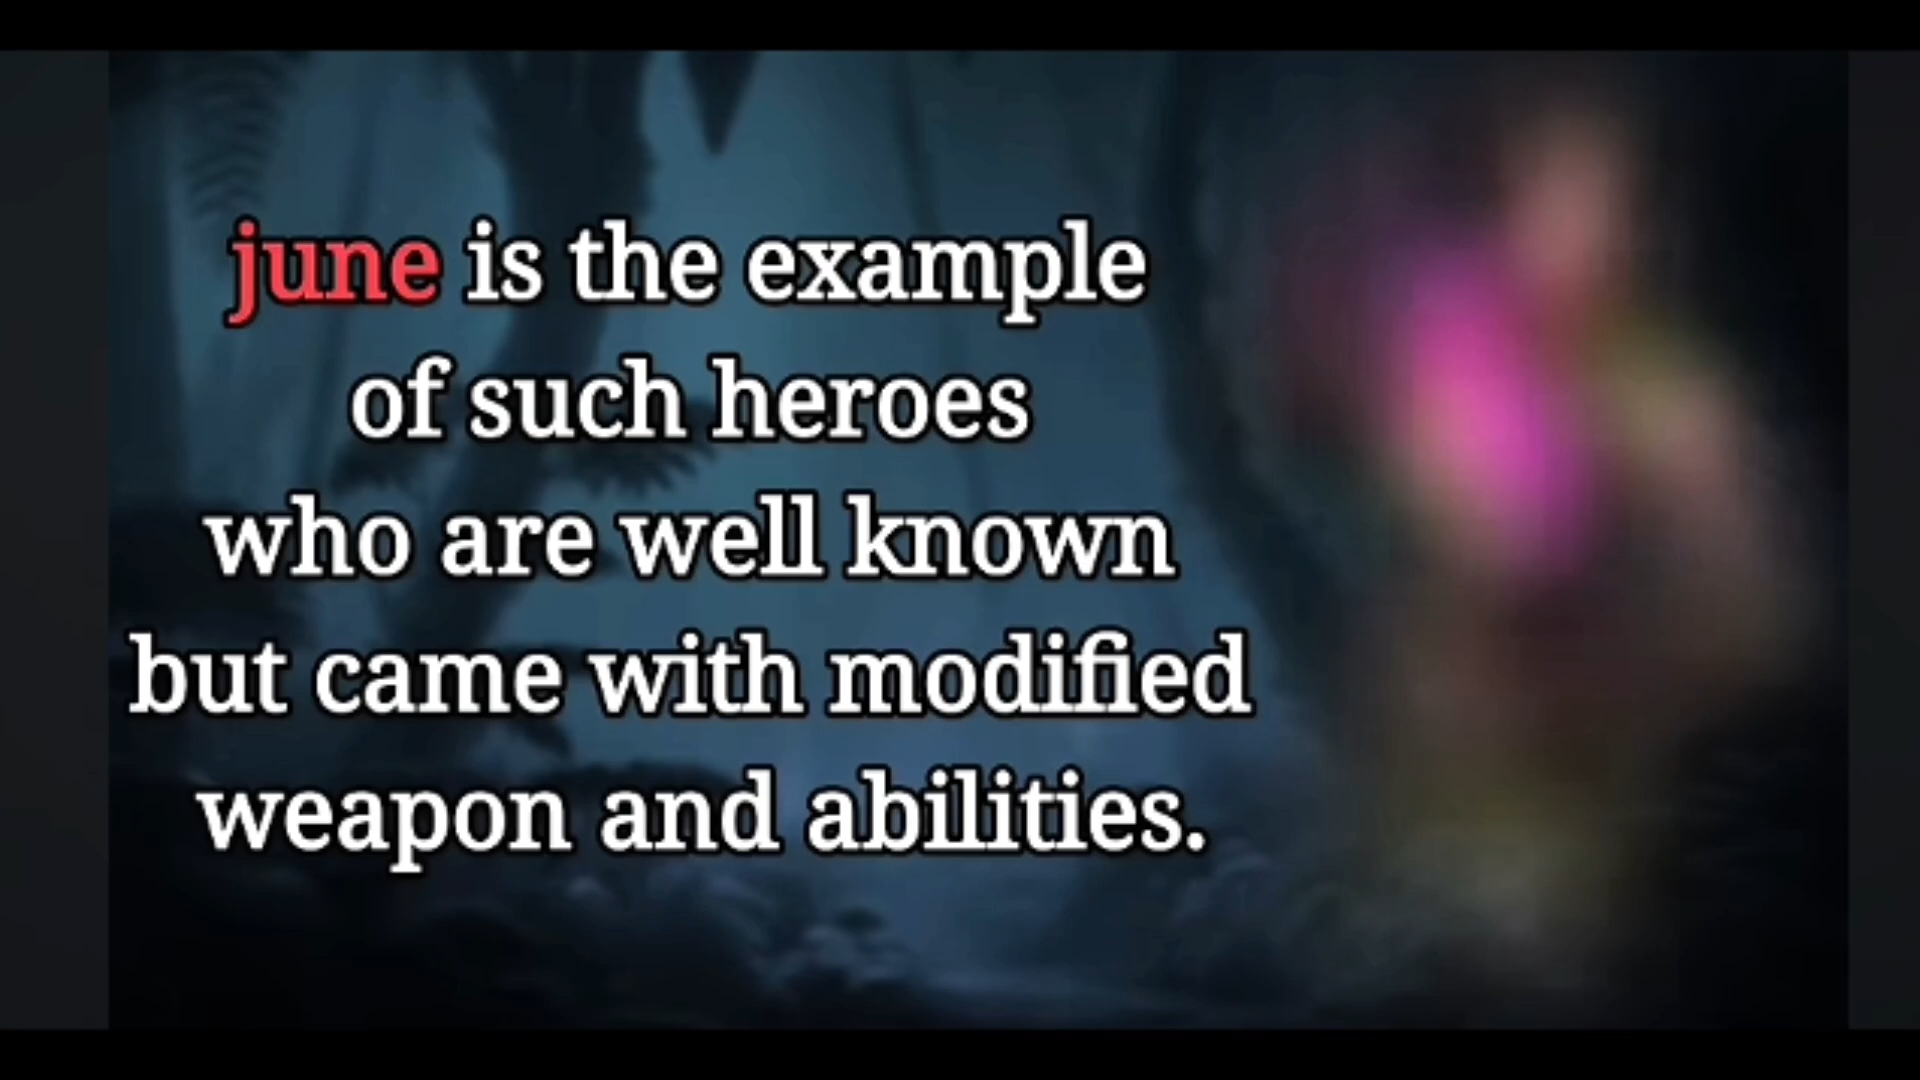 june is the example
of such heroes
who are well known
but came with modified
weapon and abilities.